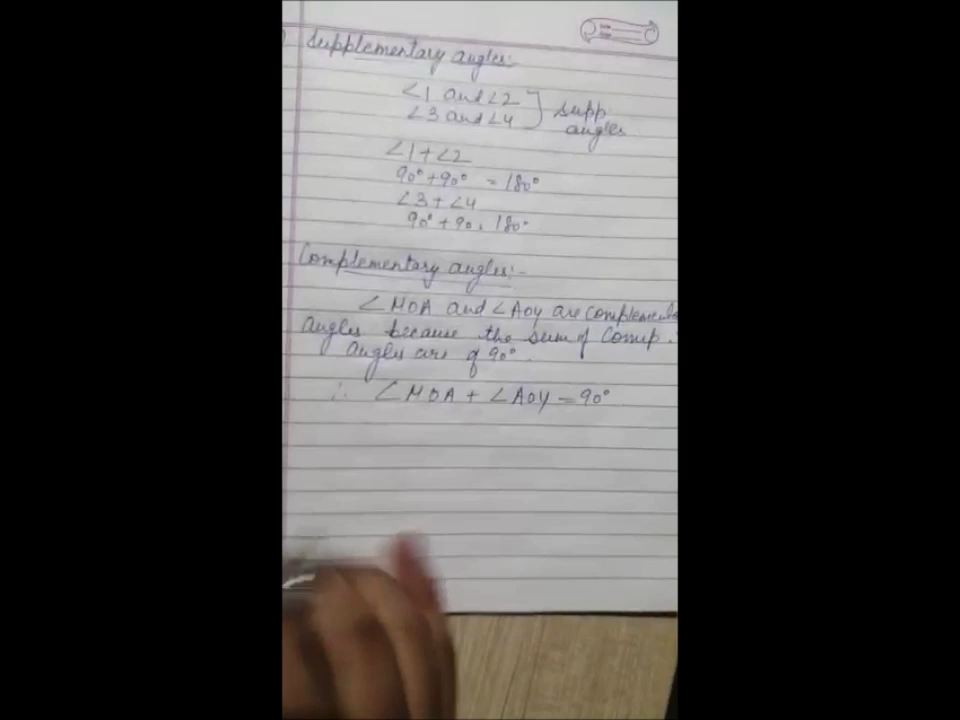 Supplementary angles:
∠1 and ∠2
∠3 and ∠4
supp
angles
∠1 + ∠2
90° + 90° = 180°
∠3 + ∠4
90° + 90 = 180°
Complementary angles:-
∠MOA and ∠AOY are complement
angles because the sum of comp.
angles are of 90°.
∴ ∠MOA + ∠AOY = 90°